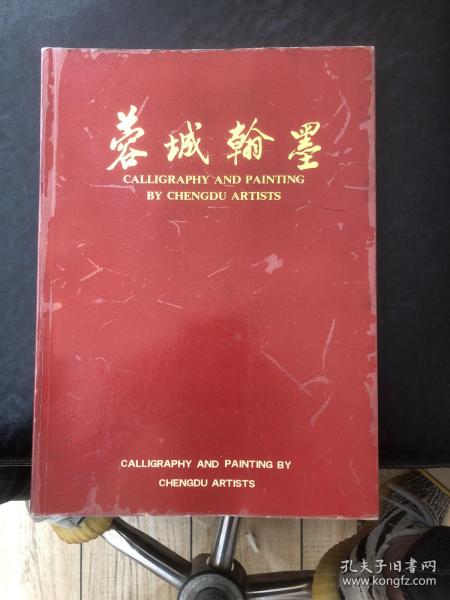 蓉城翰墨
CALLIGRAPHY AND PAINTING
BY CHENGDU ARTISTS
CALLIGRAPHY AND PAINTING BY
CHENGDU ARTISTS
孔夫子旧书网
www.kongfz.com